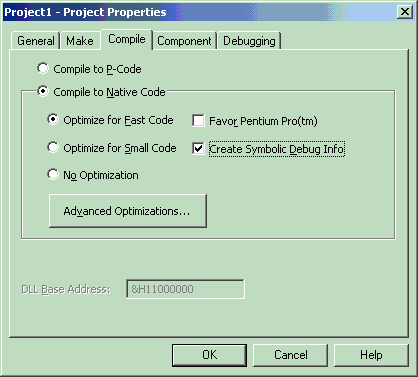 Project1 - Project Properties
General Make Compile Component Debugging
Compile to P-Code
Compile to Native Code
Optimize for Fast Code Favor Pentium Pro(tm)
Optimize for Small Code Create Symbolic Debug Info
No Optimization
Advanced Optimizations...
DLL Base Address: &H11000000
OK Cancel Help